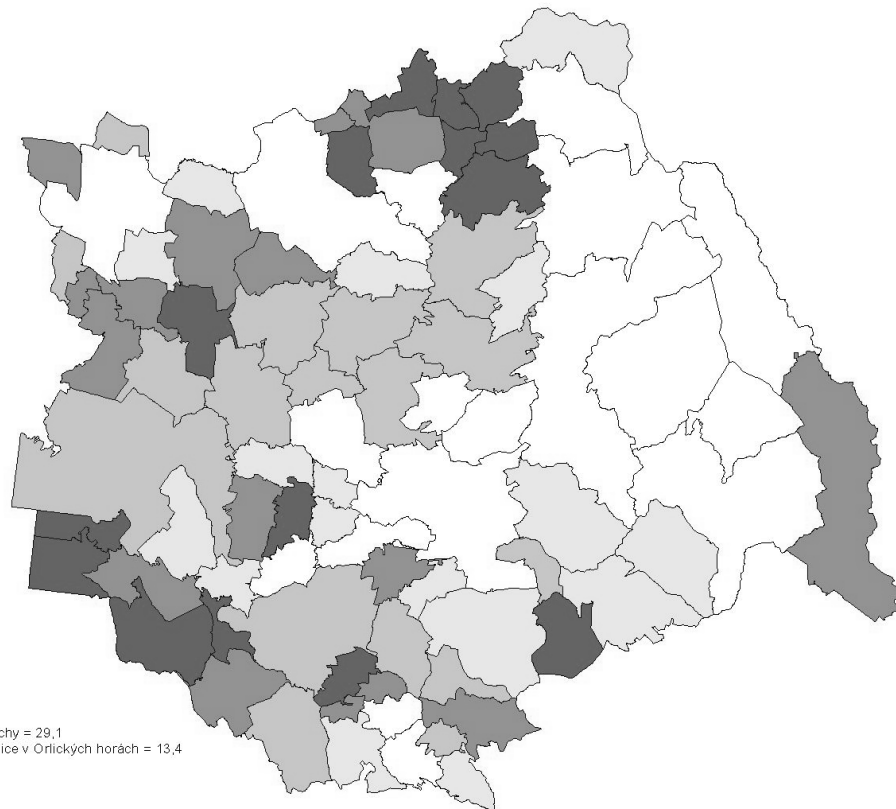 chy = 29,1
ice v Orlických horách = 13,4